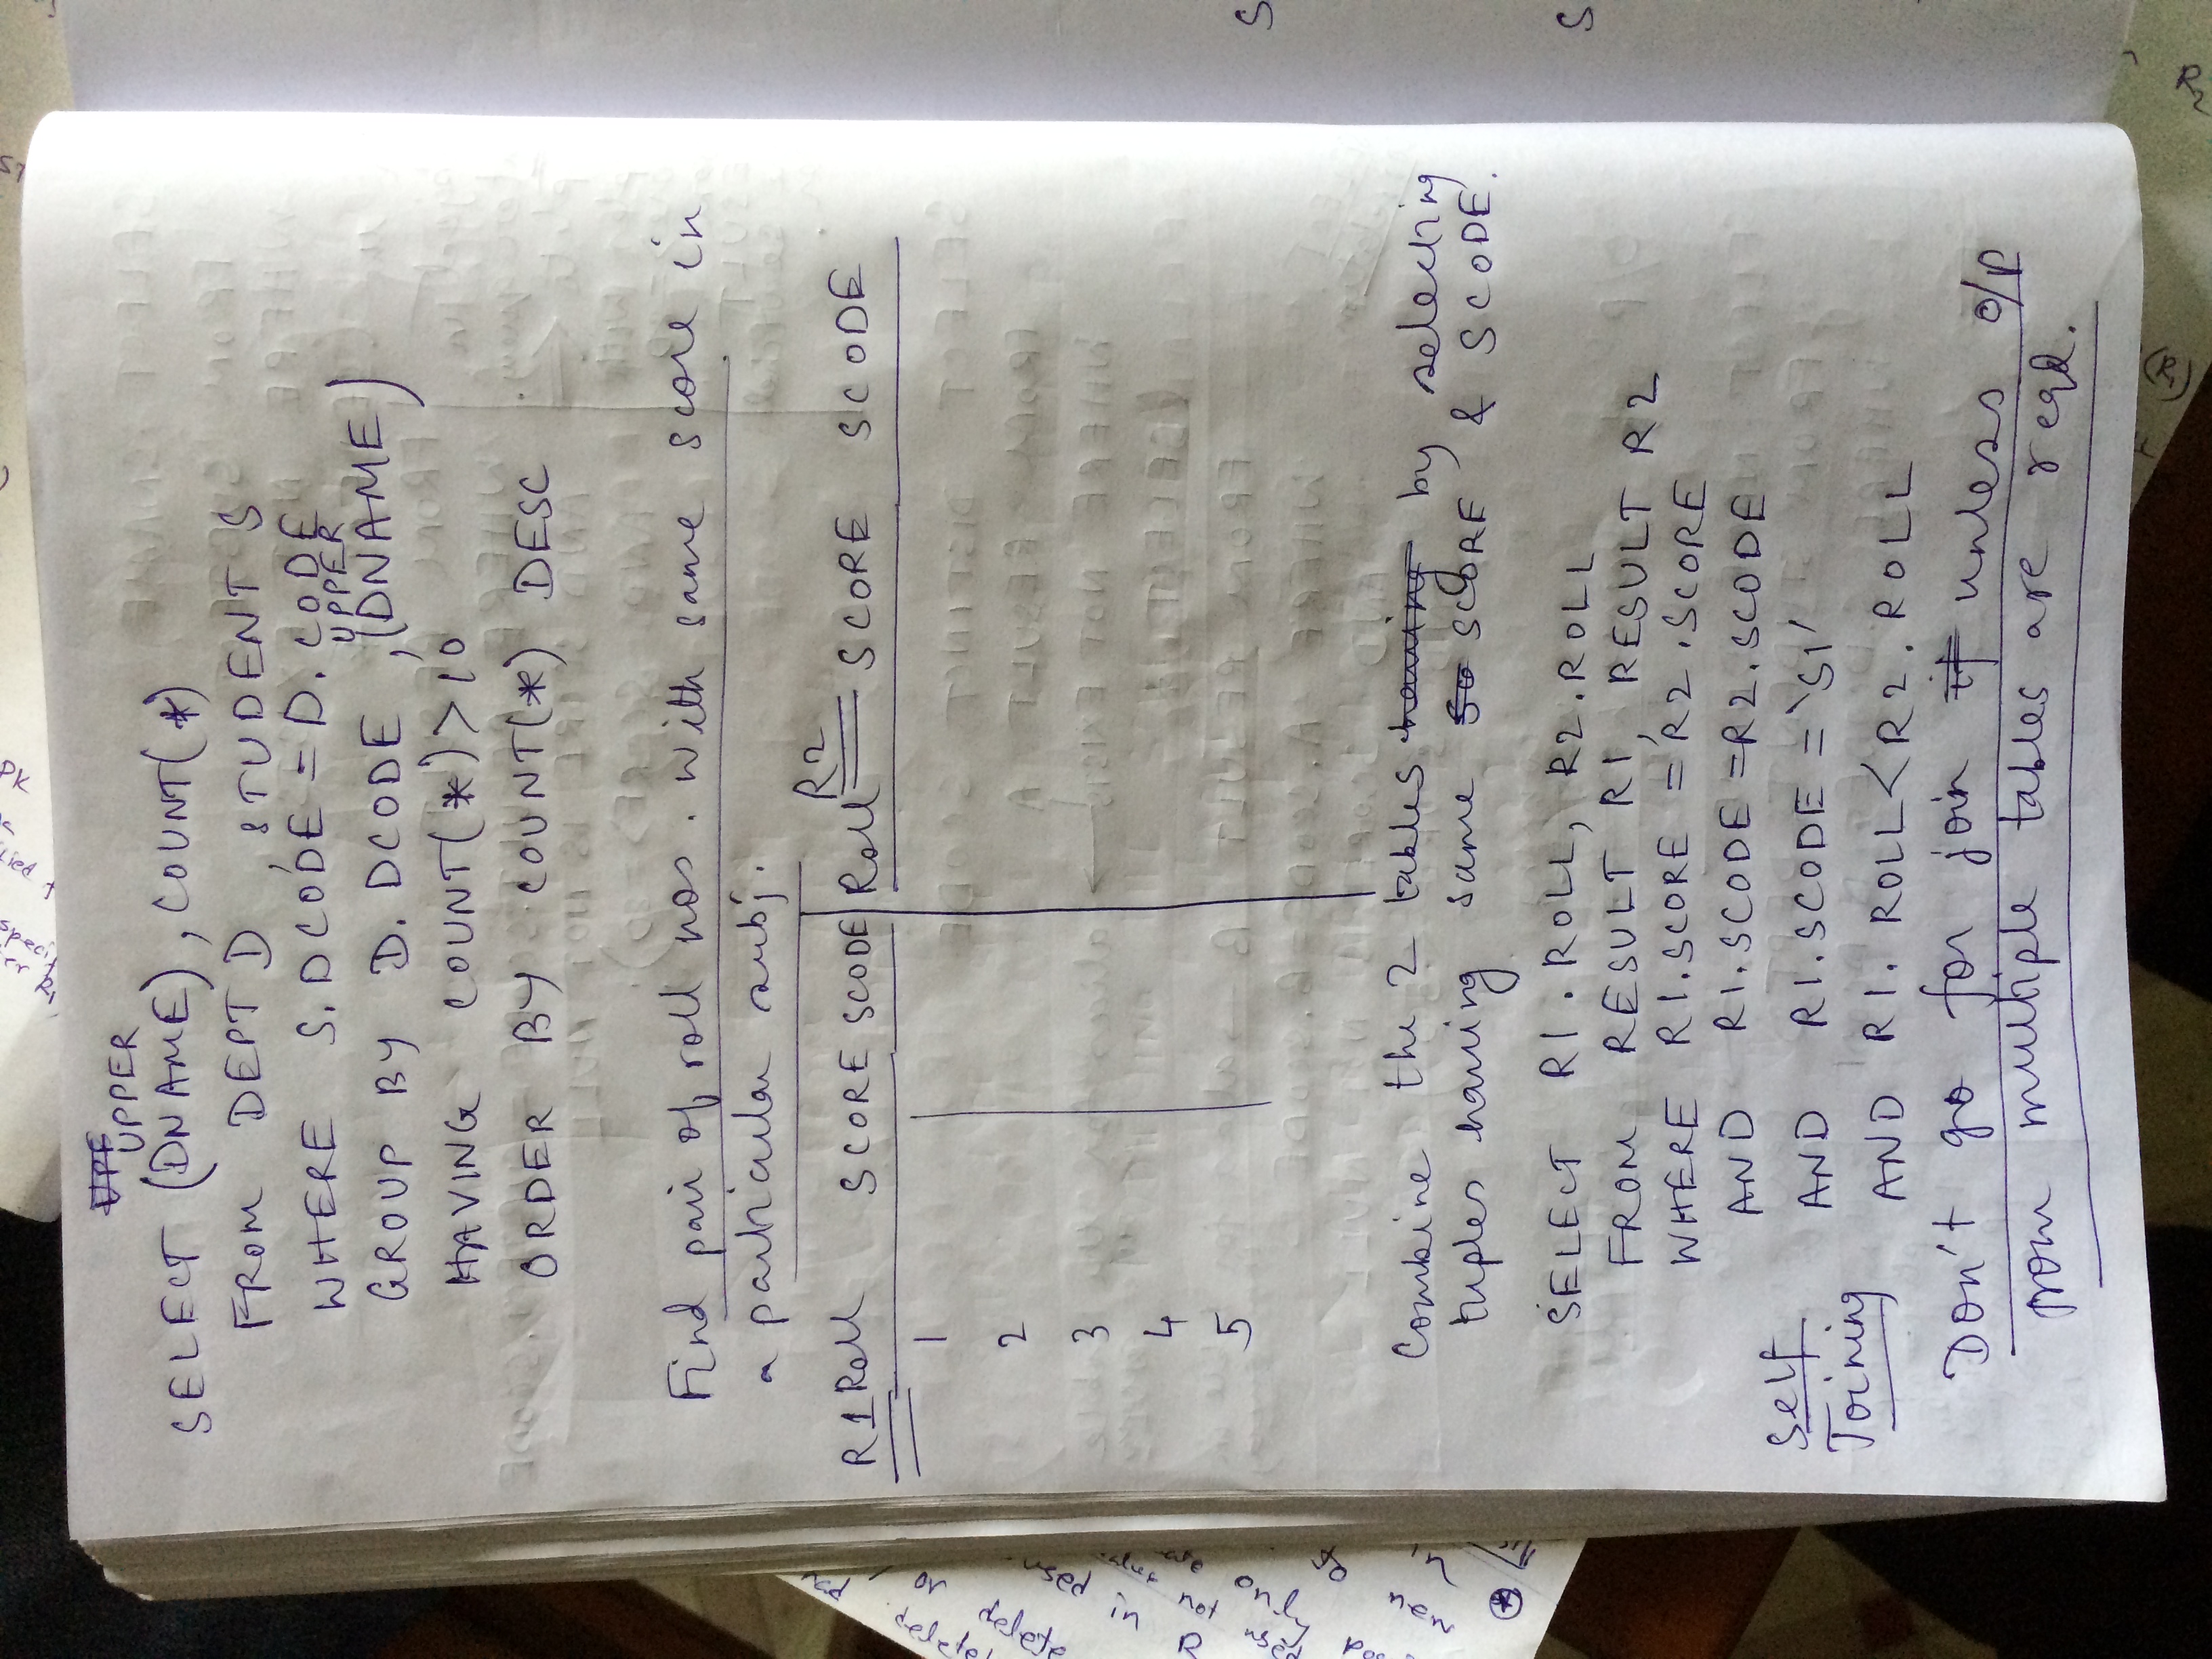 UPPER
SELECT (DNAME), COUNT(*)
FROM DEPT D, STUDENT S
WHERE S.DCODE = D.CODE
UPPER
GROUP BY D.DCODE, (DNAME)
HAVING COUNT(*)>10
ORDER BY COUNT(*) DESC
Find pair of roll nos. with same score in
a particular subj.
R2
R1 Roll SCORE SCODE Roll SCORE SCODE
1
2
3
4
5
Combine the 2 tables having by selecting
tuples having same so SCORE & SCODE.
SELECT R1.ROLL, R2.ROLL
FROM RESULT R1, RESULT R2
WHERE R1.SCORE = R2.SCORE
AND R1.SCODE = R2.SCODE
Self
AND R1.SCODE = 'S1'
Joining
AND R1.ROLL < R2.ROLL
Don't go for join if unless o/p
from multiple tables are reqd.